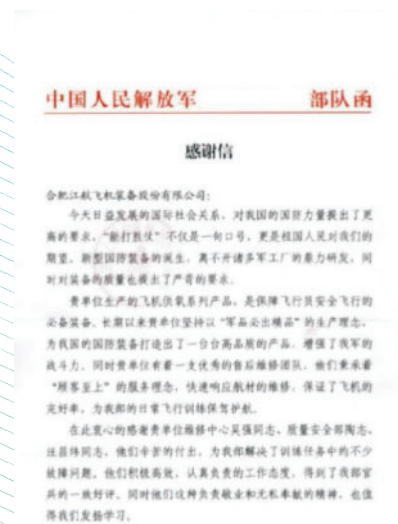 中国人民解放军 部队函
感谢信
合肥江航飞机装备股份有限公司:
今天日益发展的国际社会关系,对我国的国防力量提出了更
高的要求,“能打胜仗”不仅是一句口号,更是祖国人民对我们的
期望。新型国防装备的诞生,离不开诸多军工厂的鼎力研发,同
时对装备的质量也提出了严苛的要求。
贵单位生产的飞机供氧系列产品,是保障飞行员安全飞行的
必备装备。长期以来贵单位坚持以“军品必出精品”的生产理念,
为我国的国防装备打造出了一台台高品质的产品,增强了我军的
战斗力。同时贵单位有着一支优秀的售后维修团队,他们秉承着
“顾客至上”的服务理念,快速响应航材的维修,保证了飞机的
完好率,为我部的日常飞行训练保驾护航。
在此衷心的感谢贵单位维修中心吴强同志、质量安全部陶志、
汪昌炜同志,他们辛苦的付出,为我部解决了训练任务中的不少
故障问题。他们积极高效,认真负责的工作态度,得到了我部官
兵的一致好评。同时他们这种负责敬业和无私奉献的精神,也值
得我们发扬学习。